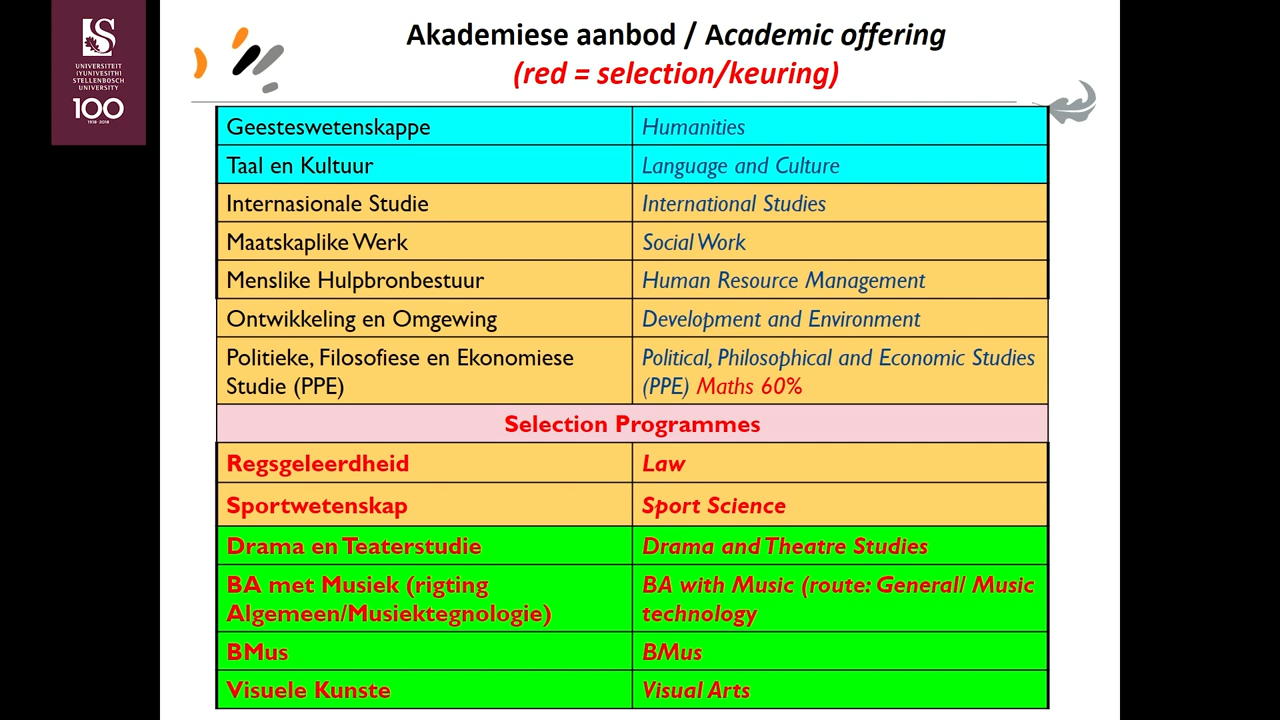 UNIVERSITEIT
iYUNIVESITHI
STELLENBOSCH
UNIVERSITY
100
1918·2018
Akademiese aanbod / Academic offering
(red = selection/keuring)
Geesteswetenskappe Humanities
Taal en Kultuur Language and Culture
Internasionale Studie International Studies
Maatskaplike Werk Social Work
Menslike Hulpbronbestuur Human Resource Management
Ontwikkeling en Omgewing Development and Environment
Politieke, Filosofiese en Ekonomiese Political, Philosophical and Economic Studies
Studie (PPE) (PPE) Maths 60%
Selection Programmes
Regsgeleerdheid Law
Sportwetenskap Sport Science
Drama en Teaterstudie Drama and Theatre Studies
BA met Musiek (rigting BA with Music (route: General/ Music
Algemeen/Musiektegnologie) technology
BMus BMus
Visuele Kunste Visual Arts